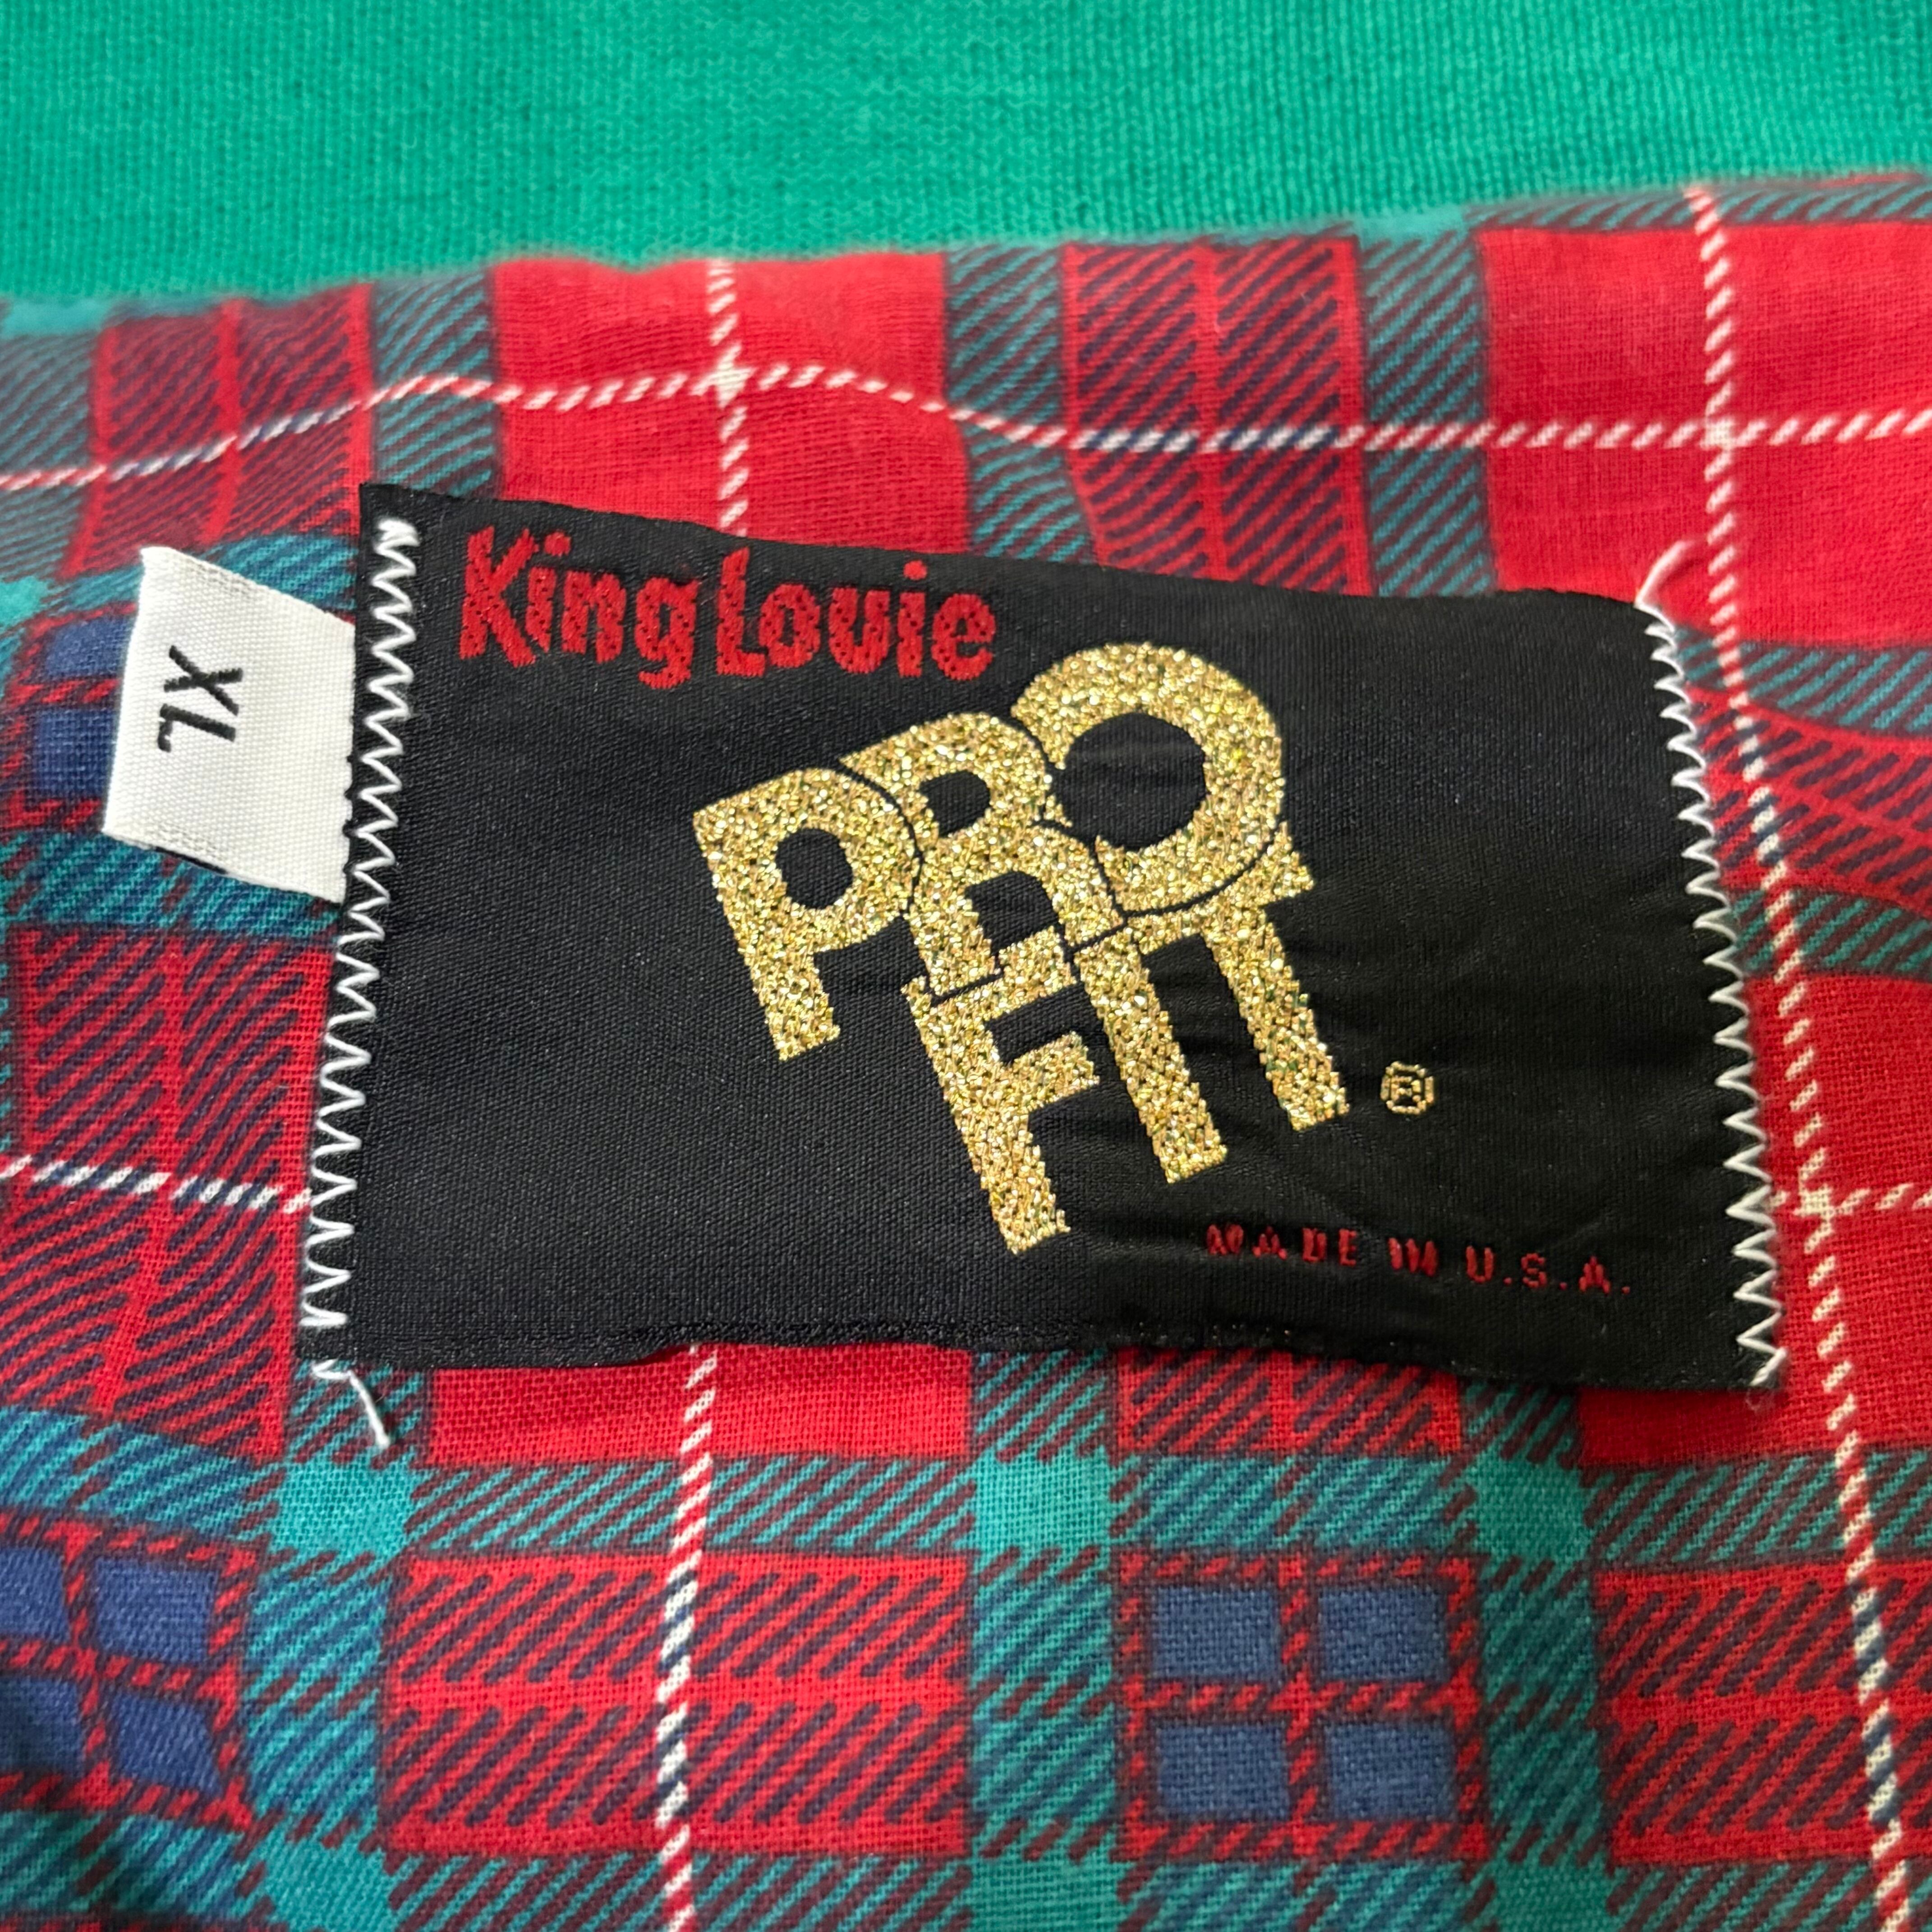 King Louie
PRO
FIT®
MADE IN U.S.A.
XL